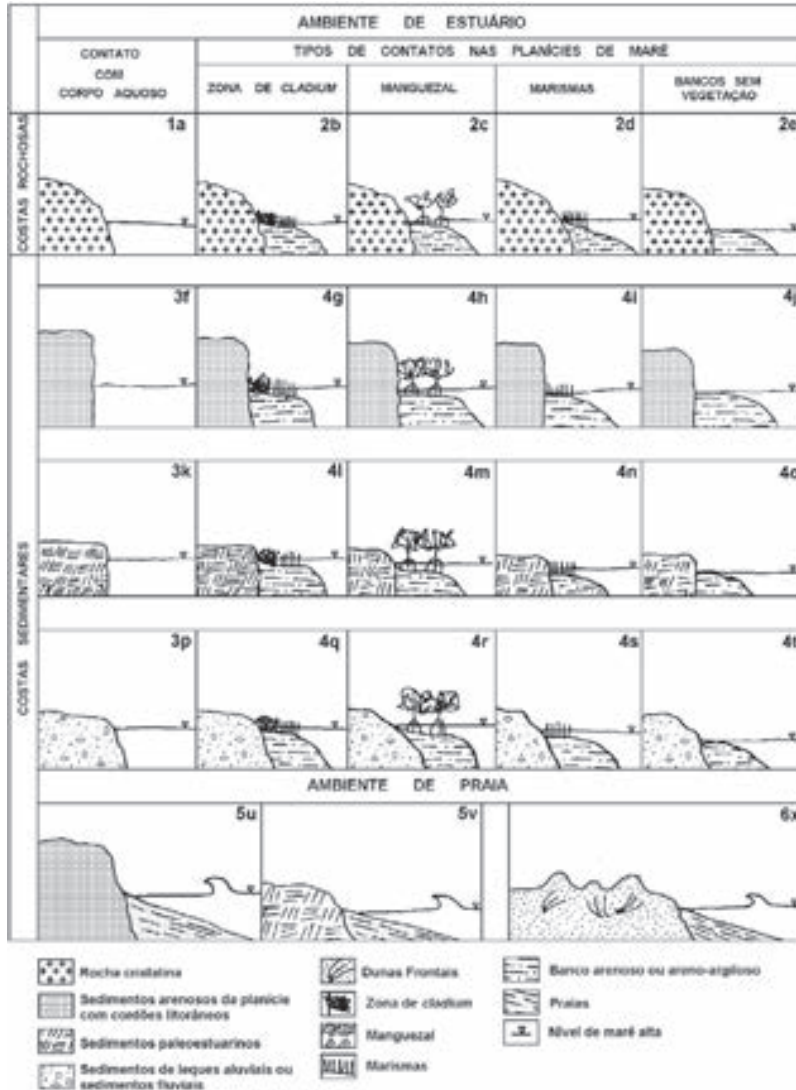 AMBIENTE DE ESTUÁRIO
CONTATO
COM
CORPO AQUOSO
TIPOS DE CONTATOS NAS PLANÍCIES DE MARÉ
ZONA DE CLADIUM
MANGUEZAL
MARISMAS
BANCOS SEM
VEGETAÇÃO
COSTAS ROCHOSAS
1a
2b
2c
2d
2e
COSTAS SEDIMENTARES
3f
4g
4h
4i
4j
3k
4l
4m
4n
4o
3p
4q
4r
4s
4t
AMBIENTE DE PRAIA
5u
5v
6x
Rocha cristalina
Sedimentos arenosos da planície
com cordões litorâneos
Sedimentos paleoestuarinos
Sedimentos de leques aluviais ou
sedimentos fluviais
Dunas Frontais
Zona de cladium
Manguezal
Marismas
Banco arenoso ou areno-argiloso
Praias
Nível de maré alta